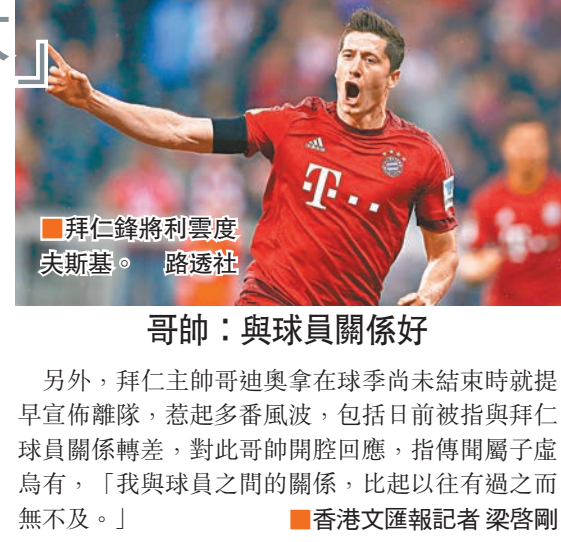 』
■拜仁鋒將利雲度
夫斯基。 路透社
T
哥帥：與球員關係好
另外，拜仁主帥哥迪奧拿在球季尚未結束時就提
早宣佈離隊，惹起多番風波，包括日前被指與拜仁
球員關係轉差，對此哥帥開腔回應，指傳聞屬子虛
烏有，「我與球員之間的關係，比起以往有過之而
無不及。」 ■香港文匯報記者 梁啓剛